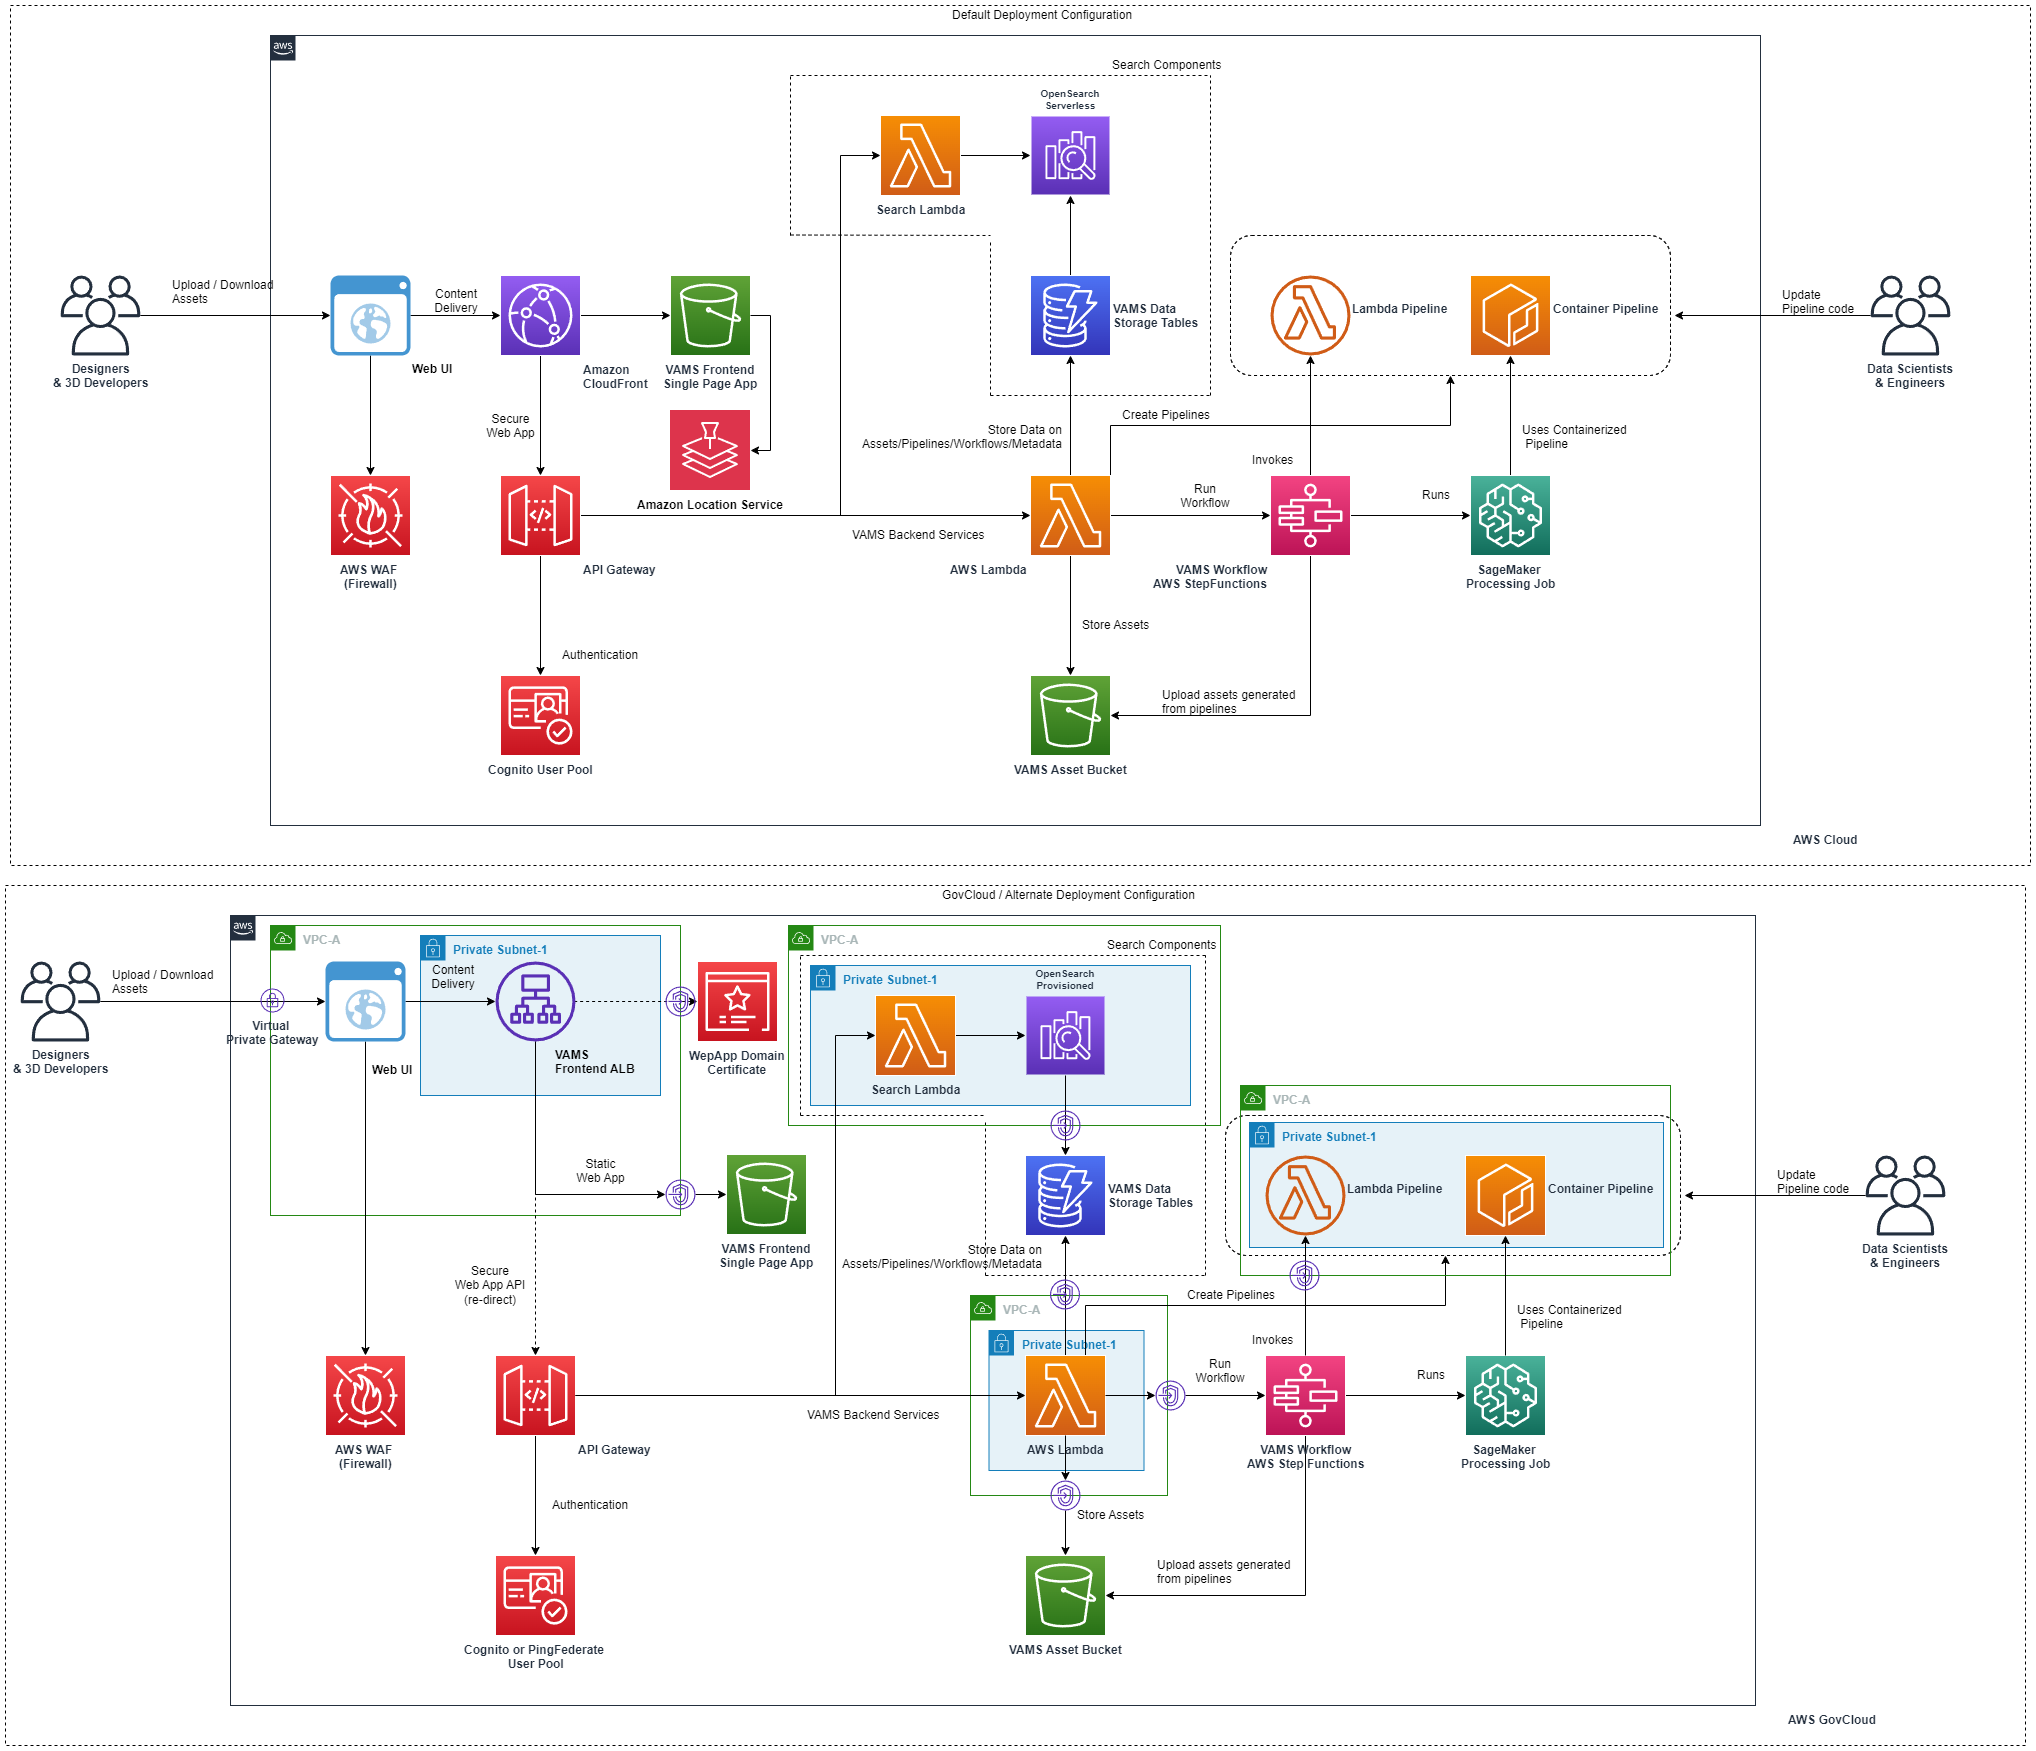 Default Deployment Configuration
aws
Search Components
OpenSearch
Serverless
Search Lambda
Upload / Download
Assets
Content
Delivery
VAMS Data
Storage Tables
Lambda Pipeline
Container Pipeline
Update
Pipeline code
Designers
& 3D Developers
Web UI
Amazon
CloudFront
VAMS Frontend
Single Page App
Data Scientists
& Engineers
Secure
Web App
Store Data on
Assets/Pipelines/Workflows/Metadata
Create Pipelines
Uses Containerized
Pipeline
Invokes
Amazon Location Service
Run
Workflow
Runs
VAMS Backend Services
AWS WAF
(Firewall)
API Gateway
AWS Lambda
VAMS Workflow
AWS StepFunctions
SageMaker
Processing Job
Store Assets
Authentication
Upload assets generated
from pipelines
Cognito User Pool
VAMS Asset Bucket
AWS Cloud
GovCloud / Alternate Deployment Configuration
aws
VPC-A
Private Subnet-1
VPC-A
Search Components
Private Subnet-1
OpenSearch
Provisioned
Upload / Download
Assets
Content
Delivery
Virtual
Private Gateway
Designers
& 3D Developers
Web UI
VAMS
Frontend ALB
WepApp Domain
Certificate
Search Lambda
VPC-A
Private Subnet-1
Static
Web App
VAMS Data
Storage Tables
Lambda Pipeline
Container Pipeline
Update
Pipeline code
VAMS Frontend
Single Page App
Data Scientists
& Engineers
Store Data on
Assets/Pipelines/Workflows/Metadata
Secure
Web App API
(re-direct)
Create Pipelines
VPC-A
Uses Containerized
Pipeline
Private Subnet-1
Invokes
Run
Workflow
Runs
VAMS Backend Services
AWS WAF
(Firewall)
API Gateway
AWS Lambda
VAMS Workflow
AWS Step Functions
SageMaker
Processing Job
Authentication
Store Assets
Upload assets generated
from pipelines
Cognito or PingFederate
User Pool
VAMS Asset Bucket
AWS GovCloud